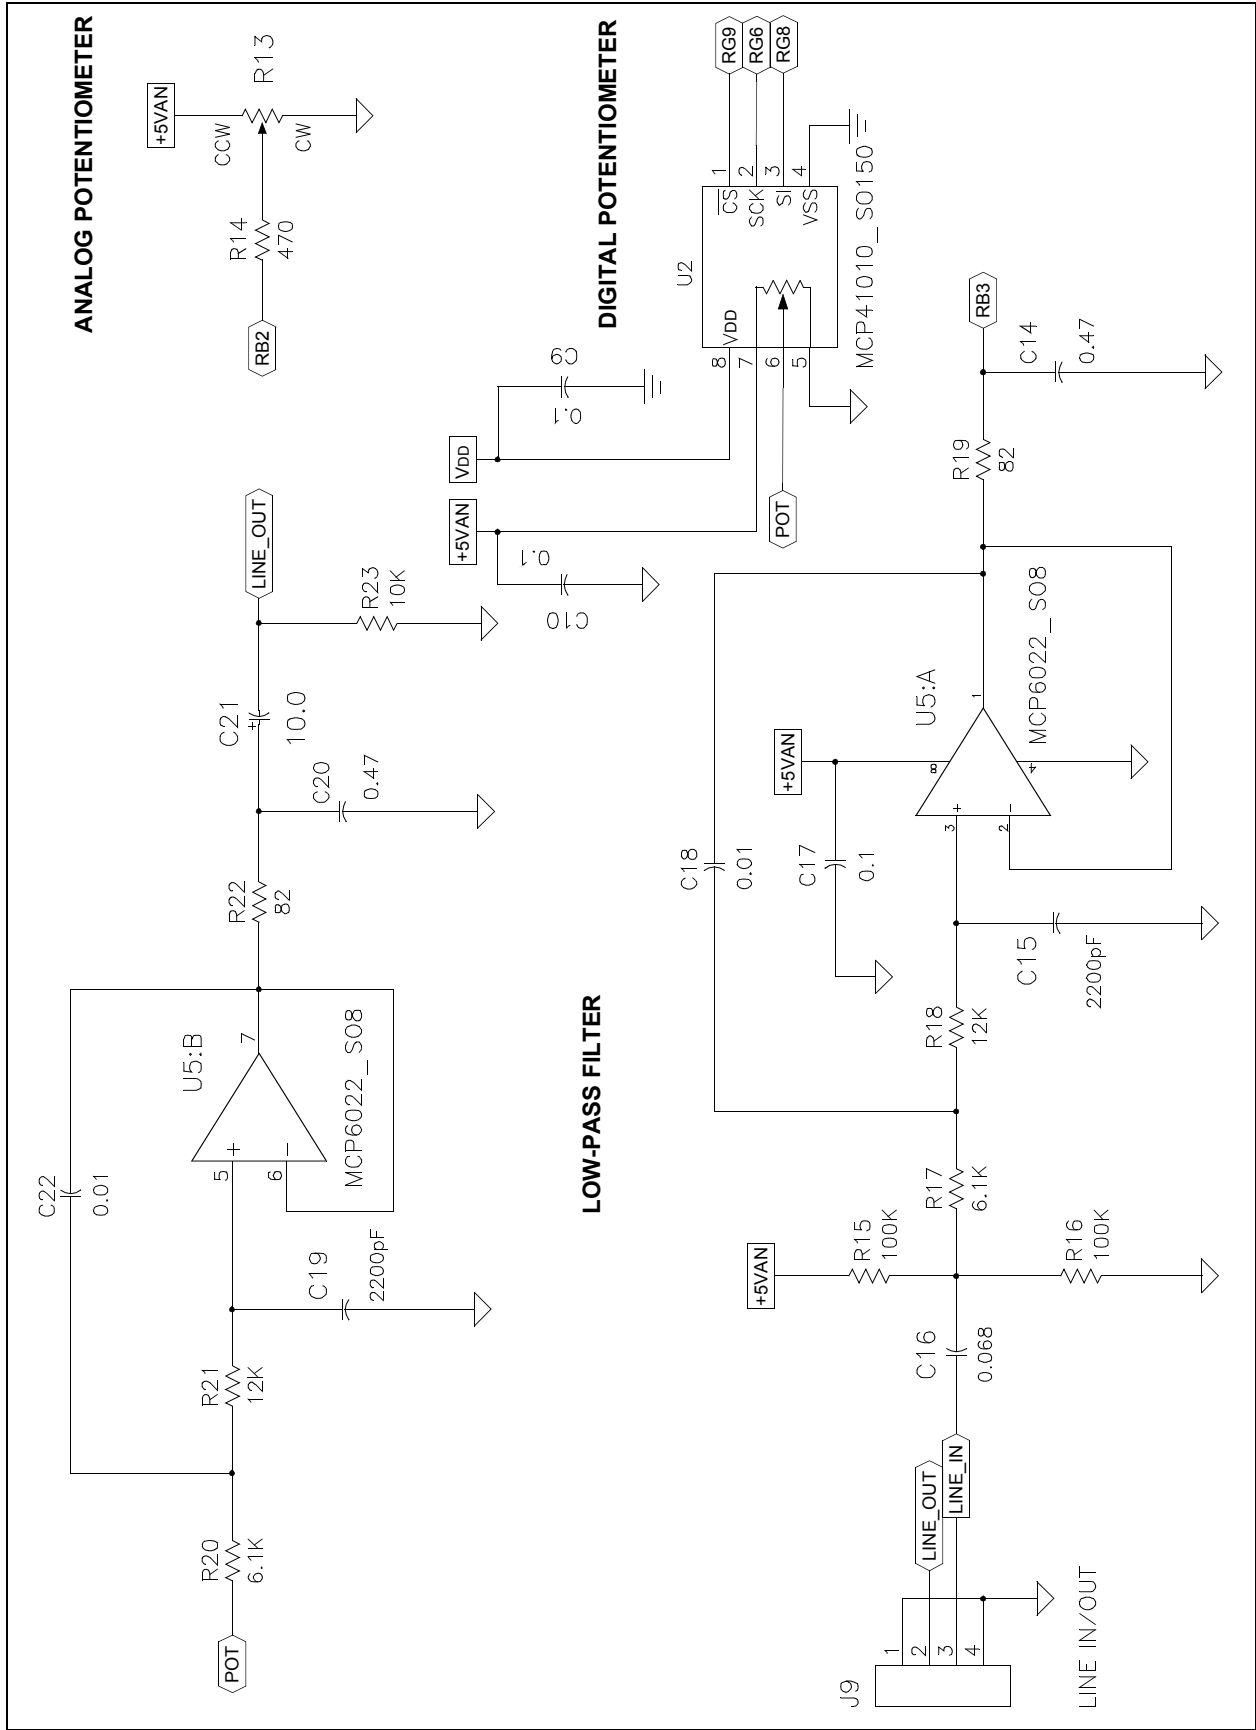 ANALOG POTENTIOMETER
+5VAN
CCW
R13
CW
R14
470
RB2
LINE_OUT
R23
10K
C21
+
10.0
C20
0.47
R22
82
C22
0.01
U5:B
7
MCP6022_SO8
5
+
6
–
C19
2200pF
R21
12K
R20
6.1K
POT
DIGITAL POTENTIOMETER
RG9
RG6
RG8
1
2
3
4
CS
SCK
SI
VSS
U2
VDD
MCP41010_SO150
8
7
6
5
C9
0.1
VDD
+5VAN
0.1
C10
POT
LOW-PASS FILTER
RB3
C14
0.47
R19
82
U5:A
1
MCP6022_SO8
+5VAN
8
4
+
–
3
2
C18
0.01
C17
0.1
C15
2200pF
R18
12K
R17
6.1K
+5VAN
R15
100K
R16
100K
C16
0.068
LINE_OUT
LINE_IN
1
2
3
4
J9
LINE IN/OUT